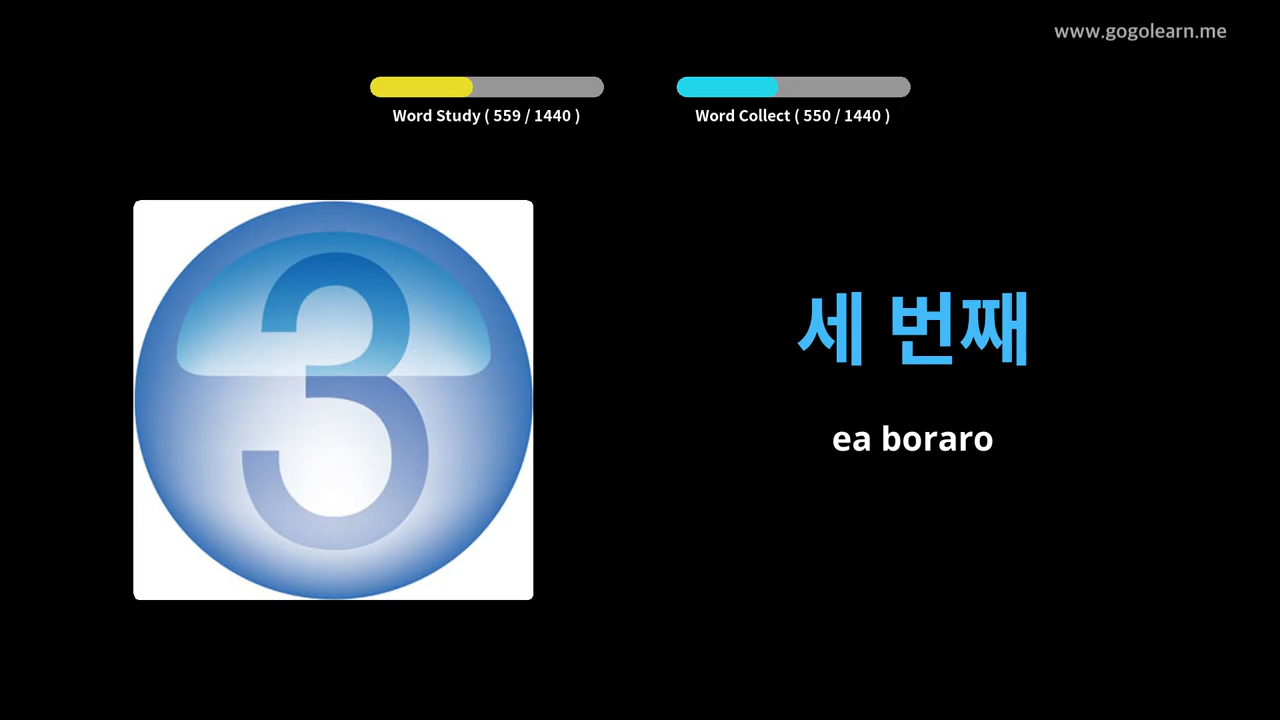 www.gogolearn.me
Word Study ( 559 / 1440 )
Word Collect ( 550 / 1440 )
3
세 번째
ea boraro